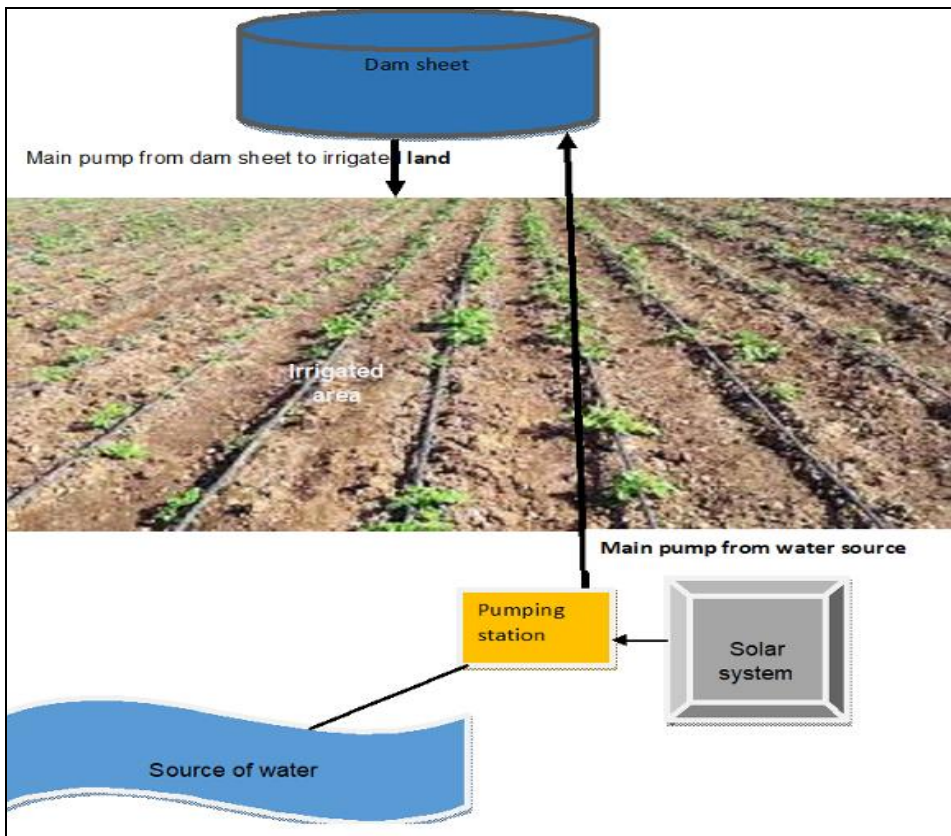 Dam sheet
Main pump from dam sheet to irrigated land
Irrigated
area
Main pump from water source
Pumping
station
Solar
system
Source of water